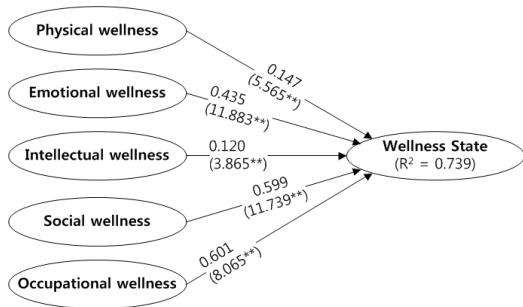 Physical wellness
0.147
(5.565**)
Emotional wellness
0.435
(11.883**)
Intellectual wellness
0.120
(3.865**)
Wellness State
(R² = 0.739)
Social wellness
0.599
(11.739**)
Occupational wellness
0.601
(8.065**)